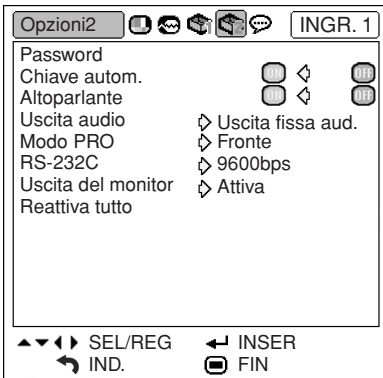 Opzioni2 INGR. 1
Password
Chiave autom. ON OFF
Altoparlante ON OFF
Uscita audio Uscita fissa aud.
Modo PRO Fronte
RS-232C 9600bps
Uscita del monitor Attiva
Reattiva tutto
SEL/REG INSER
IND. FIN